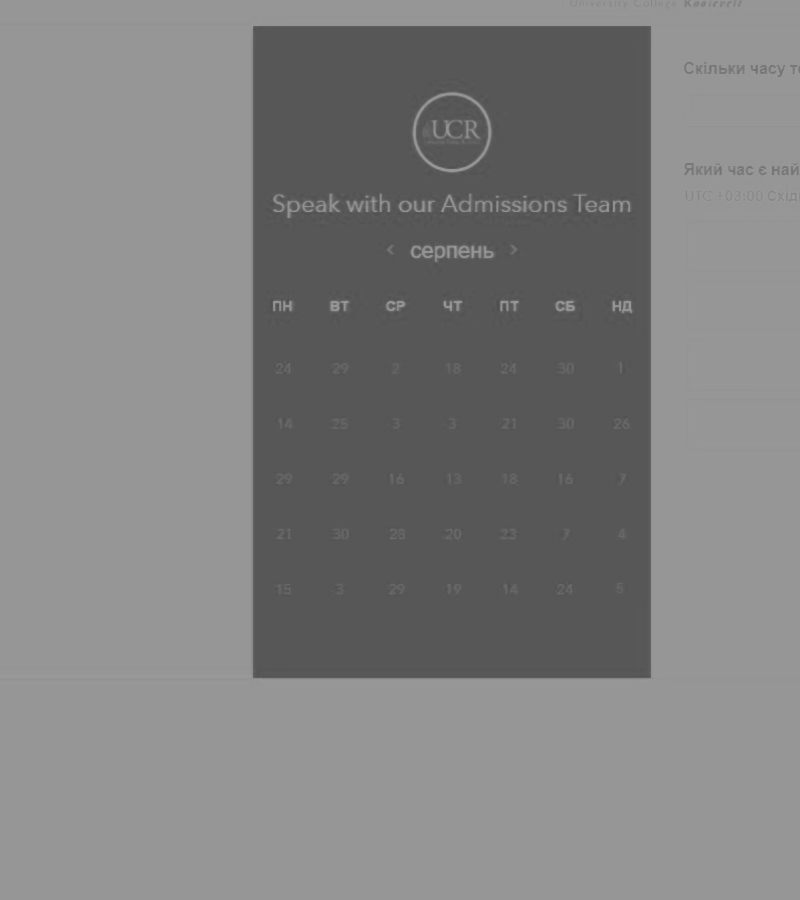 University College Roosevelt
UCR
Speak with our Admissions Team
‹ серпень ›
ПН ВТ СР ЧТ ПТ СБ НД
24 29 2 18 24 30 1
14 25 3 3 21 30 26
29 29 16 13 18 16 7
21 30 28 20 23 7 4
15 3 29 19 14 24 5
Скільки часу
Який час є най
UTC +03:00 Схід